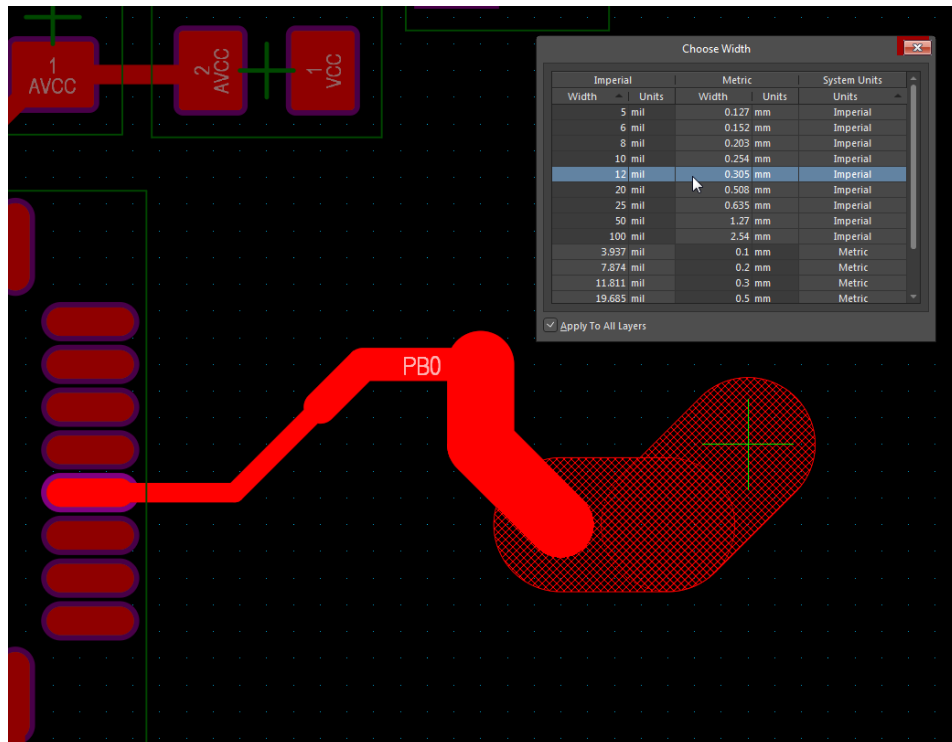 1
AVCC
2
AVCC
1
VCC
PB0
Choose Width
Imperial Metric System Units
Width Units Width Units Units
5 mil 0.127 mm Imperial
6 mil 0.152 mm Imperial
8 mil 0.203 mm Imperial
10 mil 0.254 mm Imperial
12 mil 0.305 mm Imperial
20 mil 0.508 mm Imperial
25 mil 0.635 mm Imperial
50 mil 1.27 mm Imperial
100 mil 2.54 mm Imperial
3.937 mil 0.1 mm Metric
7.874 mil 0.2 mm Metric
11.811 mil 0.3 mm Metric
19.685 mil 0.5 mm Metric
Apply To All Layers